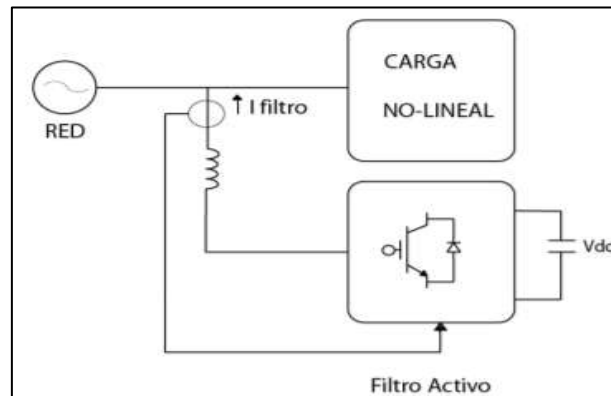 CARGA
NO-LINEAL
I filtro
RED
Vdc
Filtro Activo